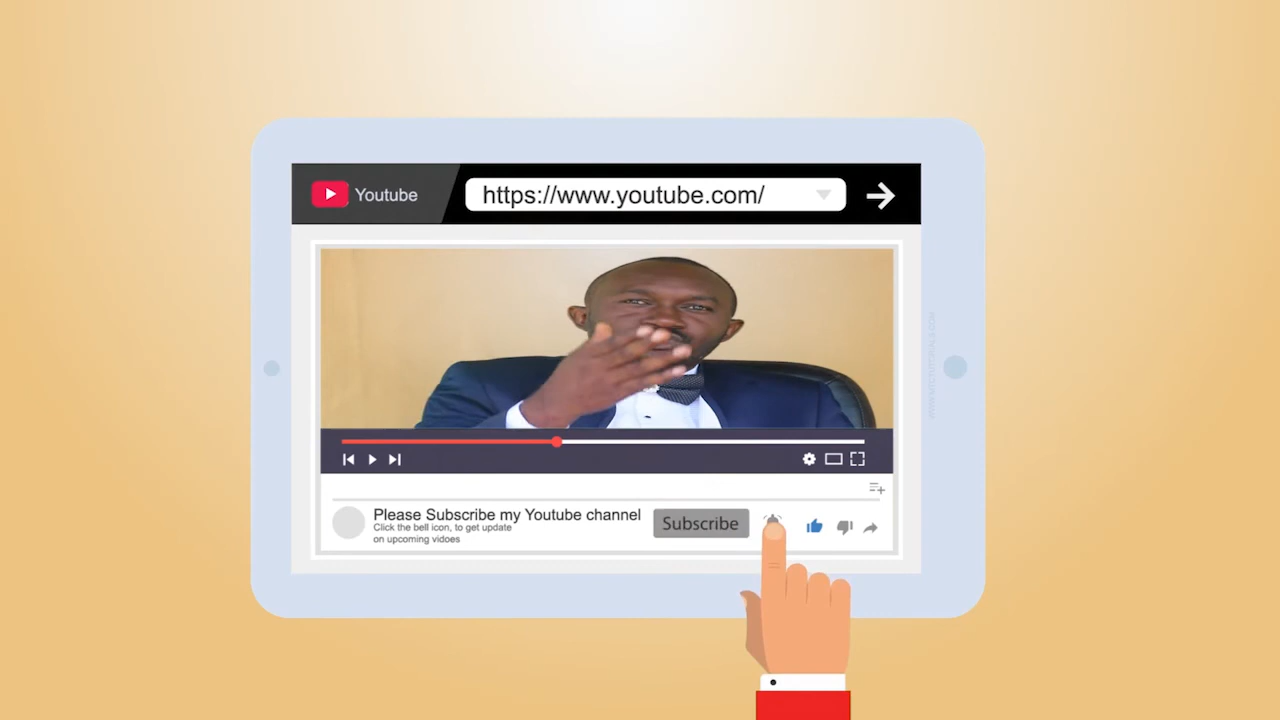 Youtube
https://www.youtube.com/
Please Subscribe my Youtube channel
Click the bell icon, to get update
on upcoming vidoes
Subscribe